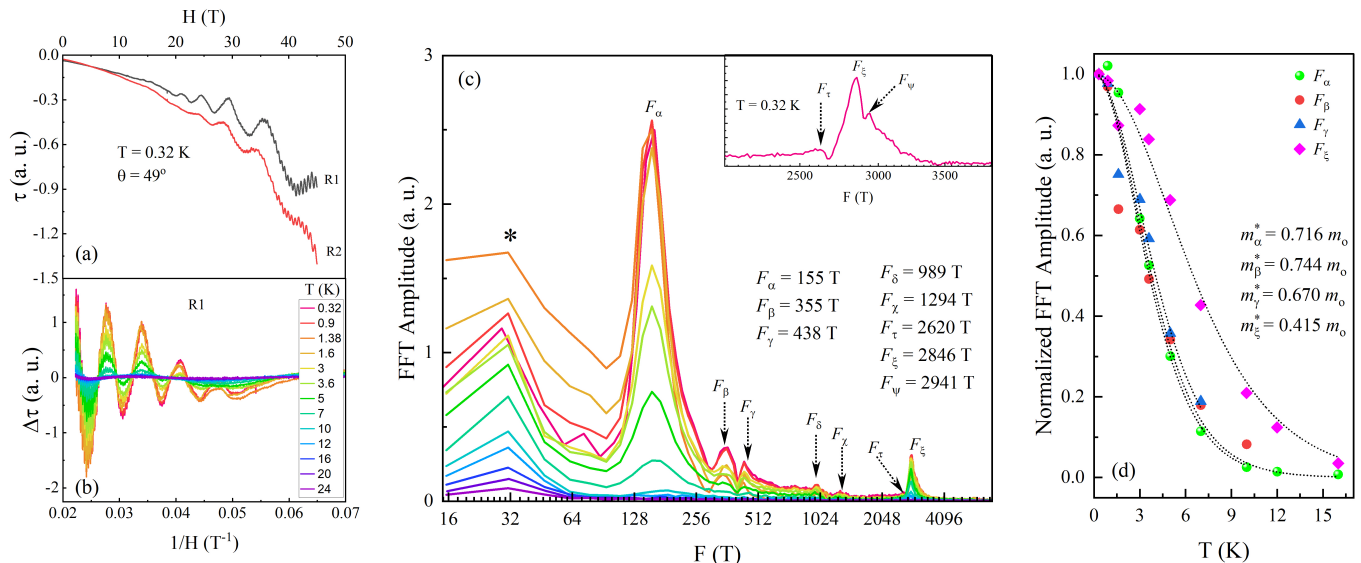 H (T)
0 10 20 30 40 50
0.0
-0.3
-0.6
-0.9
-1.2
-1.5
τ (a. u.)
T = 0.32 K
θ = 49º
R1
R2
(a)
R1
T (K)
0.32
0.9
1.38
1.6
3
3.6
5
7
10
12
16
20
24
1
0
-1
-2
Δτ (a. u.)
(b)
0.02 0.03 0.04 0.05 0.06 0.07
1/H (T⁻¹)
3
2
1
0
FFT Amplitude (a. u.)
(c)
*
F_α
F_β
F_γ
F_δ
F_χ
F_τ
F_ξ
F_α = 155 T
F_β = 355 T
F_γ = 438 T
F_δ = 989 T
F_χ = 1294 T
F_τ = 2620 T
F_ξ = 2846 T
F_ψ = 2941 T
16 32 64 128 256 512 1024 2048 4096
F (T)
T = 0.32 K
F_τ
F_ξ
F_ψ
2500 3000 3500
F (T)
1.0
0.8
0.6
0.4
0.2
0.0
Normalized FFT Amplitude (a. u.)
F_α
F_β
F_γ
F_ξ
m*_α = 0.716 m_o
m*_β = 0.744 m_o
m*_γ = 0.670 m_o
m*_ξ = 0.415 m_o
(d)
0 3 6 9 12 15
T (K)